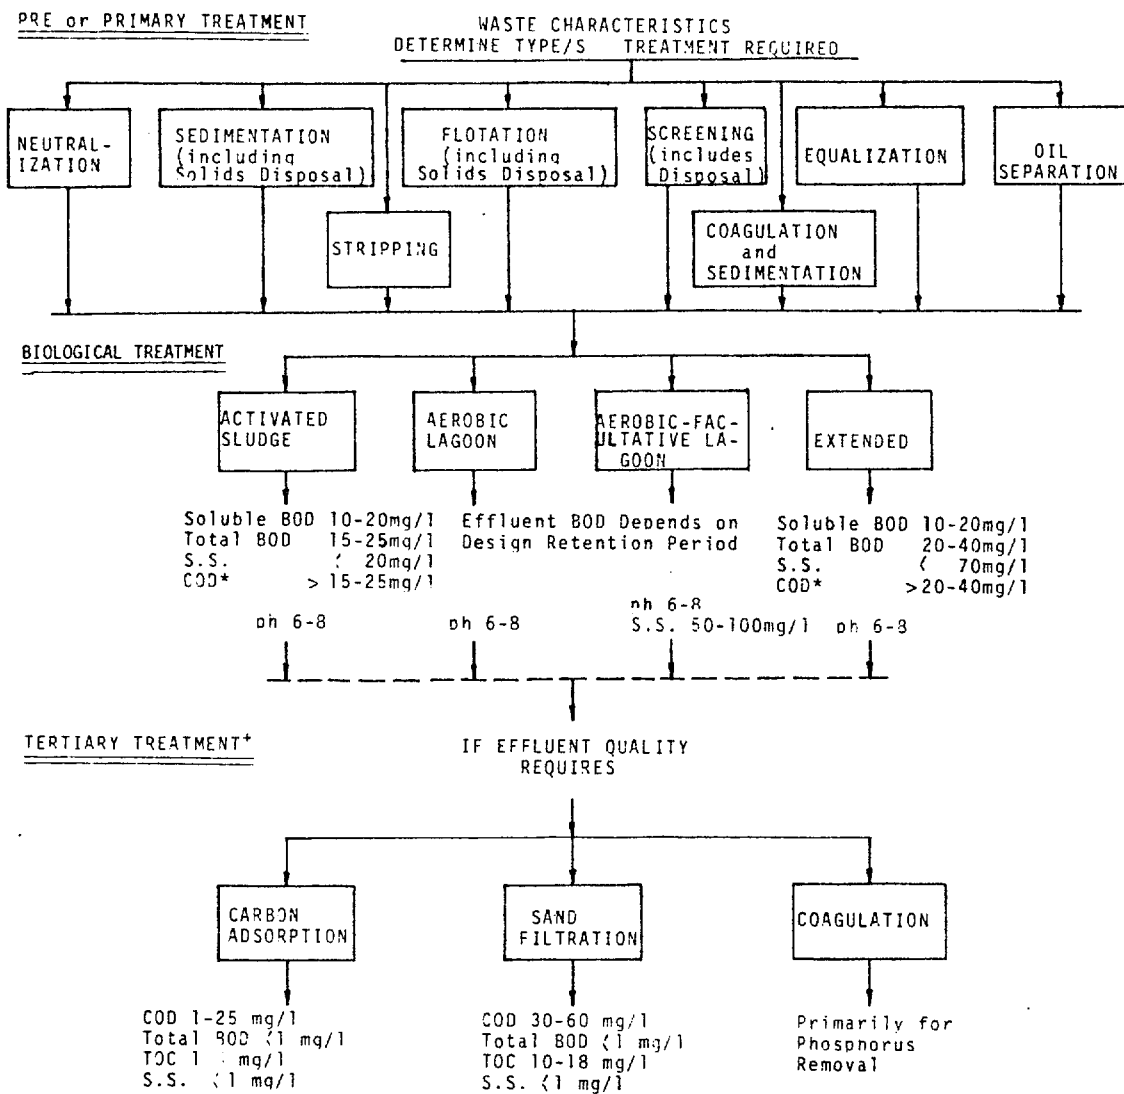 PRE or PRIMARY TREATMENT
WASTE CHARACTERISTICS
DETERMINE TYPE/S TREATMENT REQUIRED
NEUTRAL-
IZATION
SEDIMENTATION
(including
Solids Disposal)
FLOTATION
(including
Solids Disposal)
SCREENING
(includes
Disposal)
EQUALIZATION
OIL
SEPARATION
STRIPPING
COAGULATION
and
SEDIMENTATION
BIOLOGICAL TREATMENT
ACTIVATED
SLUDGE
AEROBIC
LAGOON
AEROBIC-FAC-
ULTATIVE LA-
GOON
EXTENDED
Soluble BOD 10-20mg/l
Total BOD 15-25mg/l
S.S. < 20mg/l
COD* > 15-25mg/l
ph 6-8
Effluent BOD Depends on
Design Retention Period
ph 6-8
ph 6-8
S.S. 50-100mg/l
Soluble BOD 10-20mg/l
Total BOD 20-40mg/l
S.S. < 70mg/l
COD* >20-40mg/l
ph 6-8
TERTIARY TREATMENT+
IF EFFLUENT QUALITY
REQUIRES
CARBON
ADSORPTION
SAND
FILTRATION
COAGULATION
COD 1-25 mg/l
Total BOD <1 mg/l
TOC 1 mg/l
S.S. <1 mg/l
COD 30-60 mg/l
Total BOD <1 mg/l
TOC 10-18 mg/l
S.S. <1 mg/l
Primarily for
Phosphorus
Removal